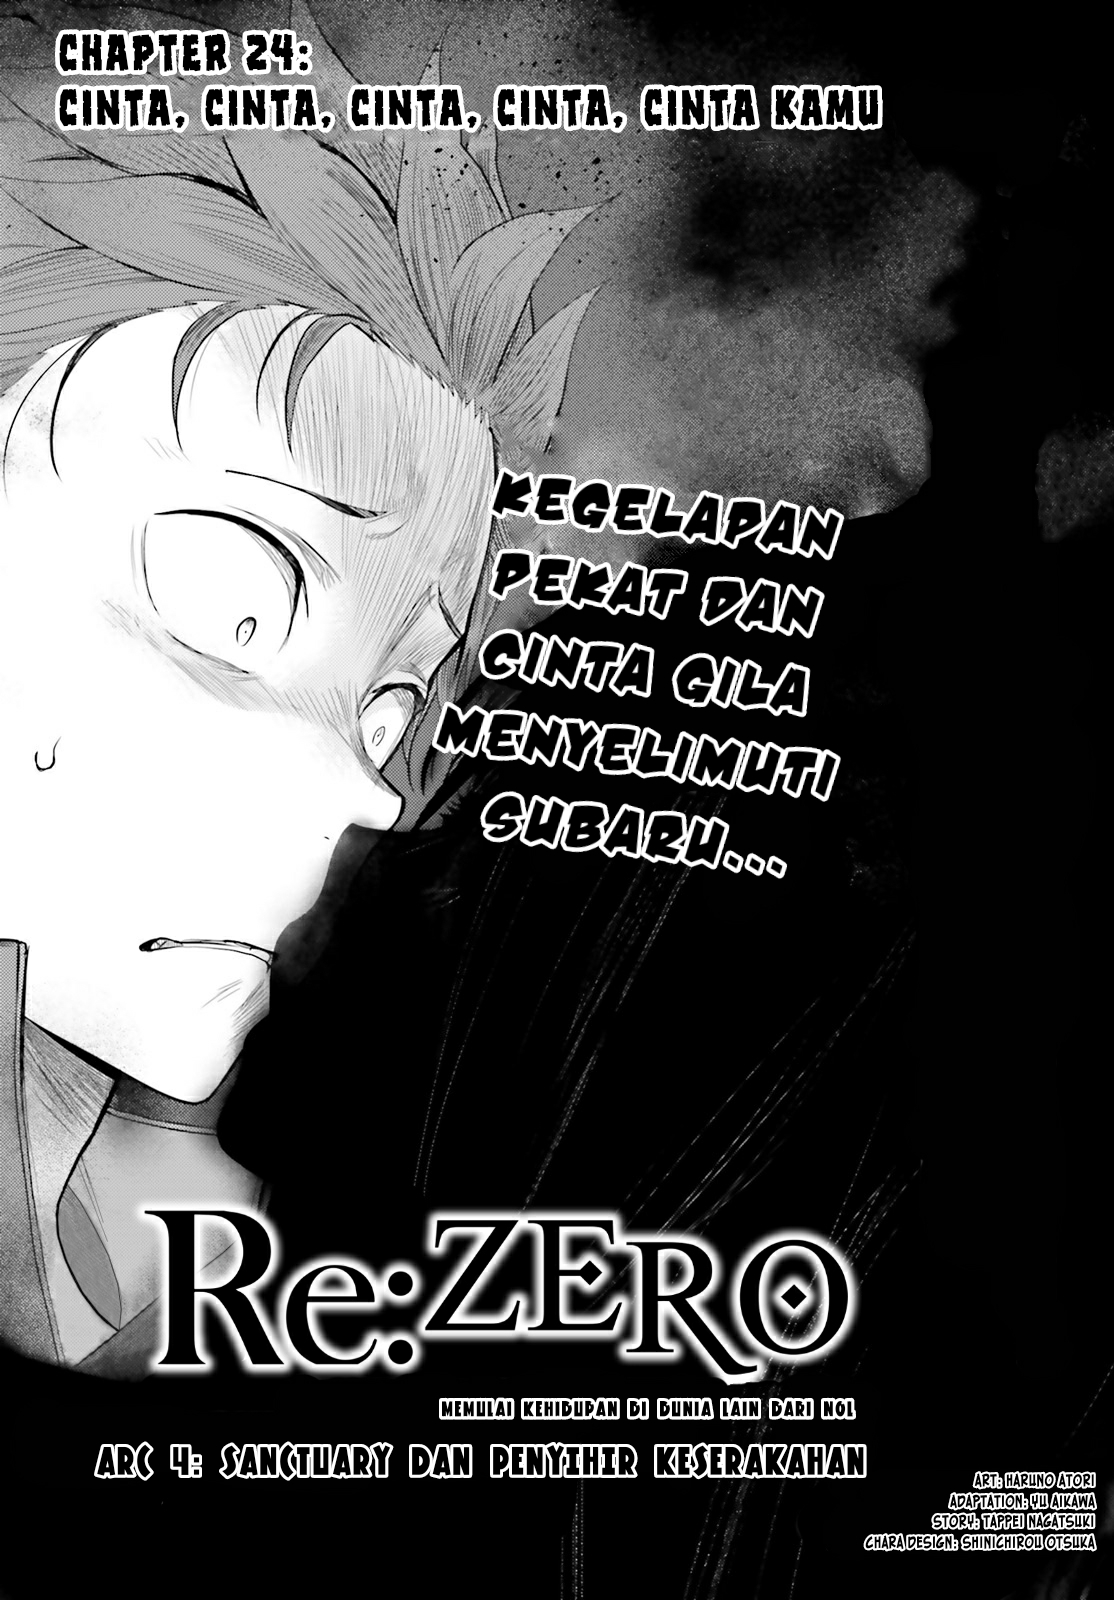 CHAPTER 24:
CINTA, CINTA, CINTA, CINTA, CINTA KAMU
KEGELAPAN
PEKAT DAN
CINTA GILA
MENYELIMUTI
SUBARU...
Re:ZERO
MEMULAI KEHIDUPAN DI DUNIA LAIN DARI NOL
ARC 4: SANCTUARY DAN PENYIHIR KESERAKAHAN
ART: HARUNO ATORI
ADAPTATION: YU AIKAWA
STORY: TAPPEI NAGATSUKI
CHARA DESIGN: SHINICHIROU OTSUKA